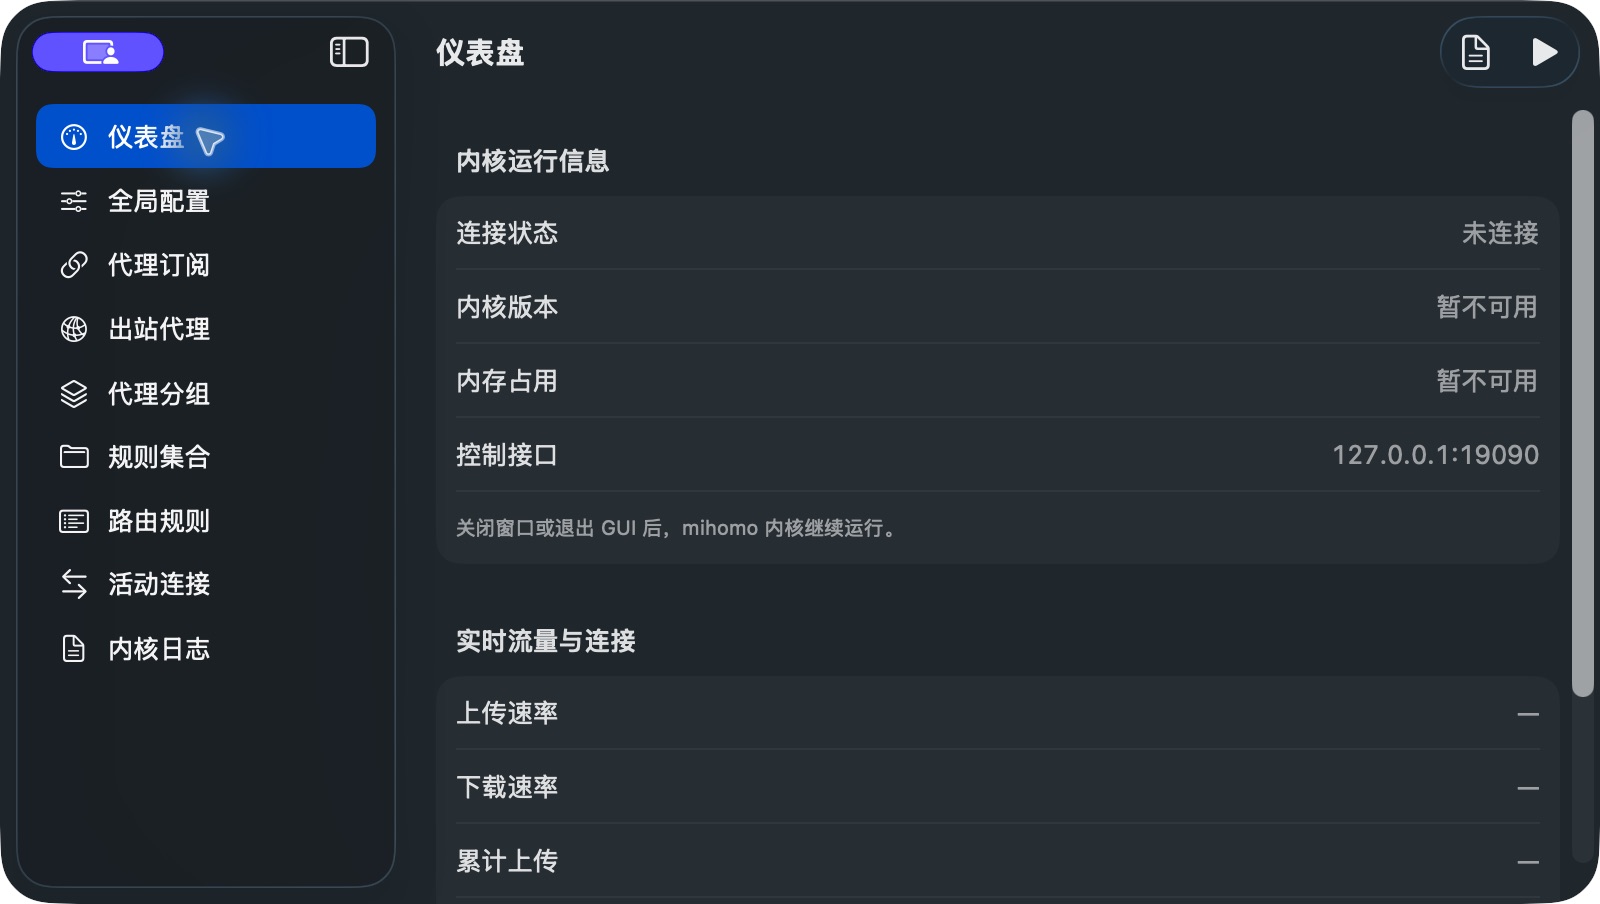 仪表盘
全局配置
代理订阅
出站代理
代理分组
规则集合
路由规则
活动连接
内核日志
仪表盘
内核运行信息
连接状态 未连接
内核版本 暂不可用
内存占用 暂不可用
控制接口 127.0.0.1:19090
关闭窗口或退出 GUI 后，mihomo 内核继续运行。
实时流量与连接
上传速率 —
下载速率 —
累计上传 —